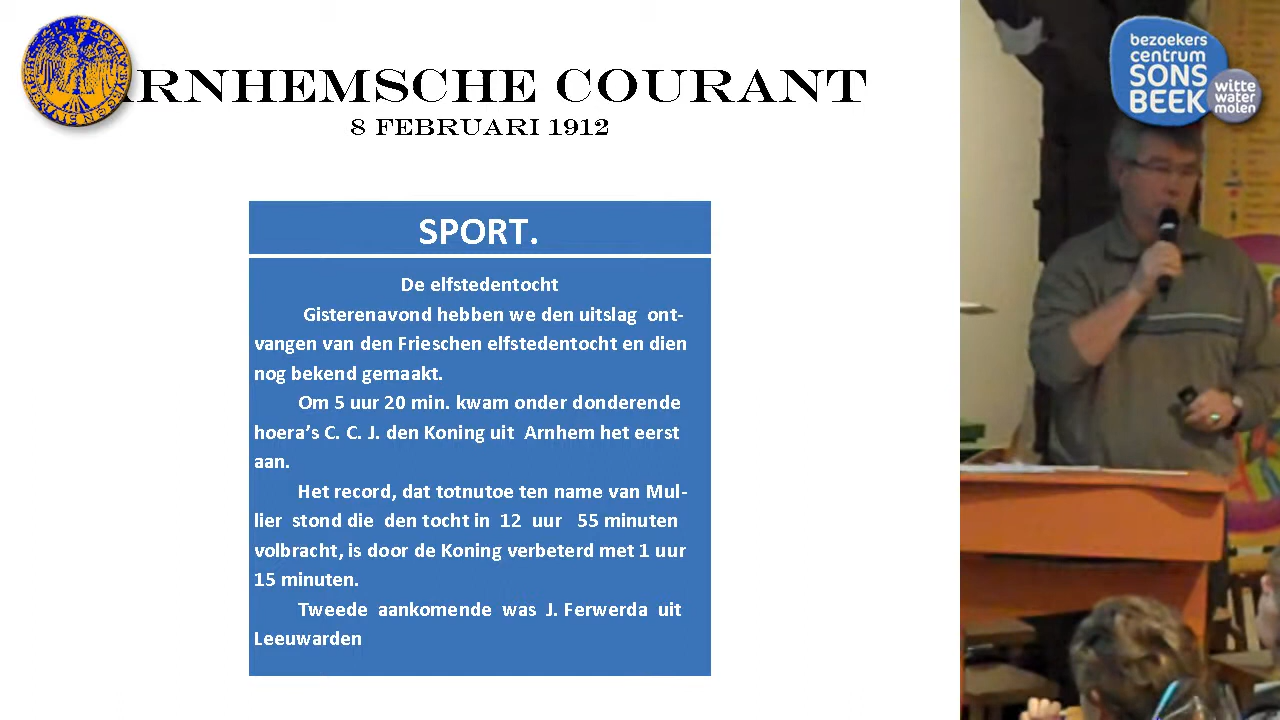 ARNHEMSCHE COURANT
8 FEBRUARI 1912
SPORT.
De elfstedentocht
Gisterenavond hebben we den uitslag ont-
vangen van den Frieschen elfstedentocht en dien
nog bekend gemaakt.
Om 5 uur 20 min. kwam onder donderende
hoera’s C. C. J. den Koning uit Arnhem het eerst
aan.
Het record, dat totnutoe ten name van Mul-
lier stond die den tocht in 12 uur 55 minuten
volbracht, is door de Koning verbeterd met 1 uur
15 minuten.
Tweede aankomende was J. Ferwerda uit
Leeuwarden
bezoekers
centrum
SONS
BEEK
witte
water
molen